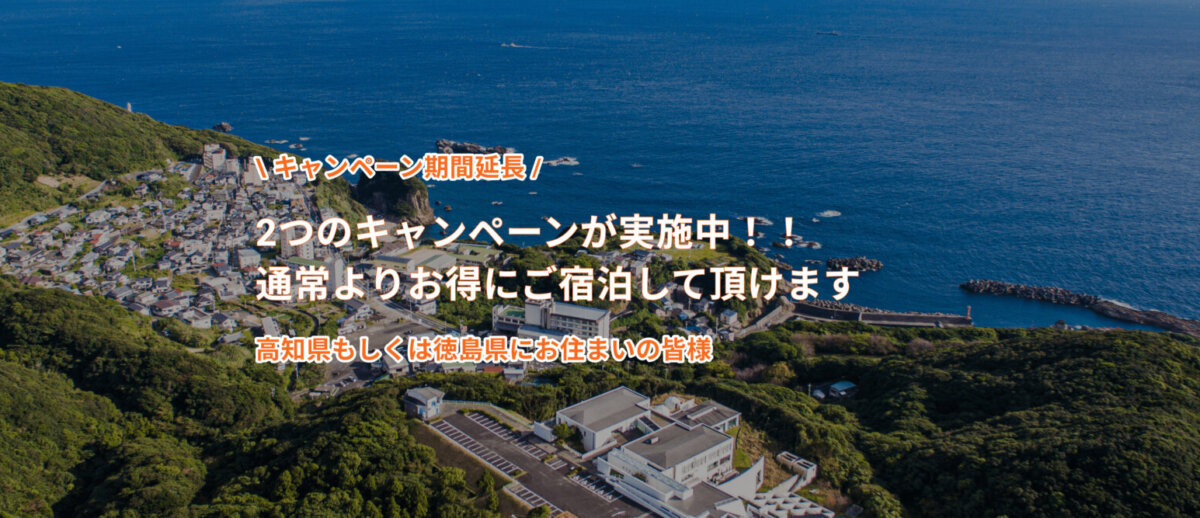 \ キャンペーン期間延長 /
2つのキャンペーンが実施中！！
通常よりお得にご宿泊して頂けます
高知県もしくは徳島県にお住まいの皆様